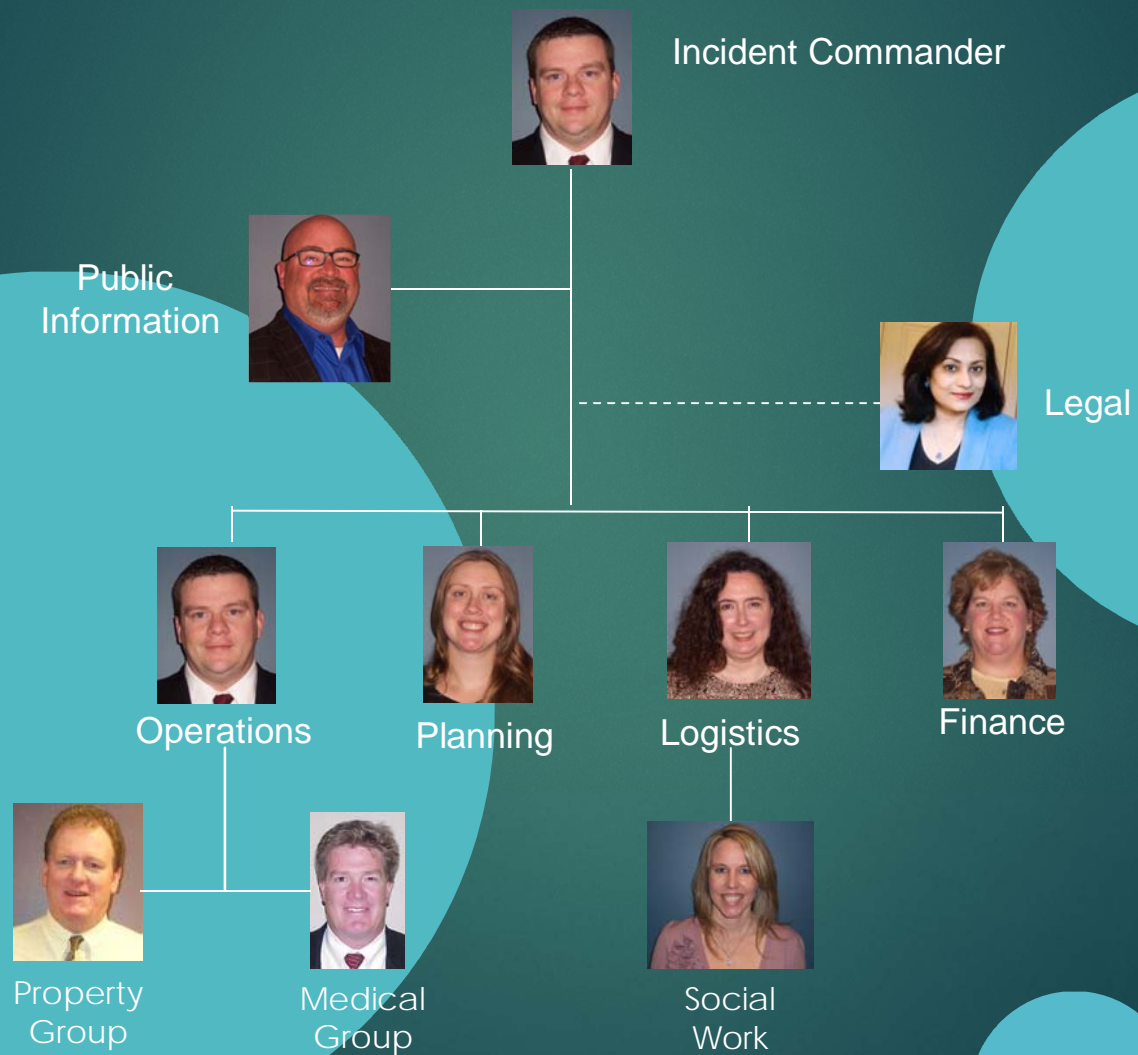 Incident Commander
Public
Information
Legal
Operations
Planning
Logistics
Finance
Property
Group
Medical
Group
Social
Work